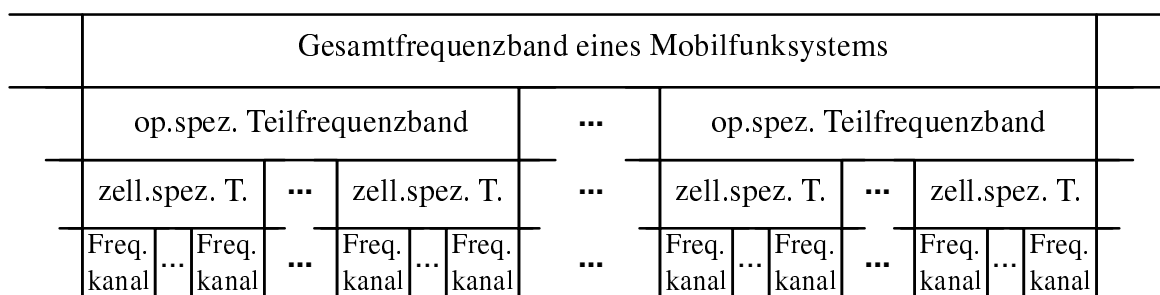 Gesamtfrequenzband eines Mobilfunksystems
op.spez. Teilfrequenzband ... op.spez. Teilfrequenzband
zell.spez. T. ... zell.spez. T. ... zell.spez. T. ... zell.spez. T.
Freq. Freq. Freq. Freq. Freq. Freq. Freq. Freq.
kanal ... kanal ... kanal ... kanal ... kanal ... kanal ... kanal ... kanal